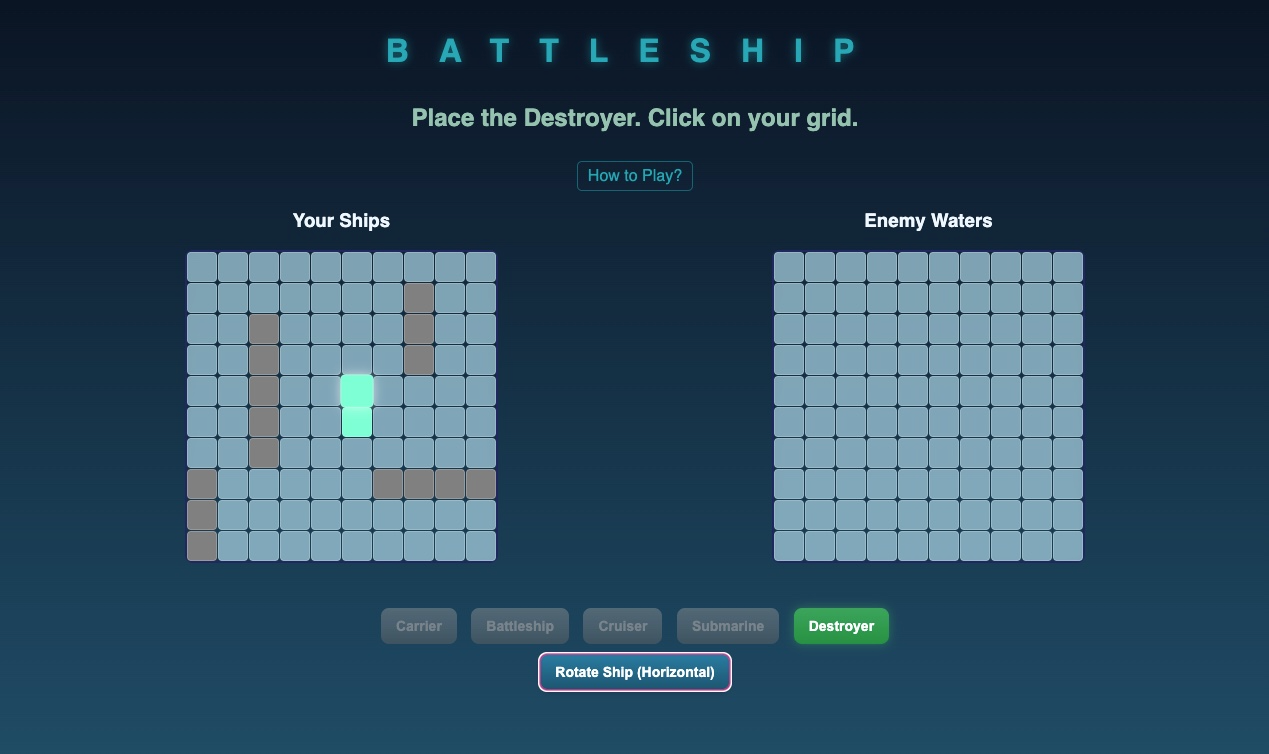 BATTLESHIP
Place the Destroyer. Click on your grid.
How to Play?
Your Ships
Enemy Waters
Carrier
Battleship
Cruiser
Submarine
Destroyer
Rotate Ship (Horizontal)